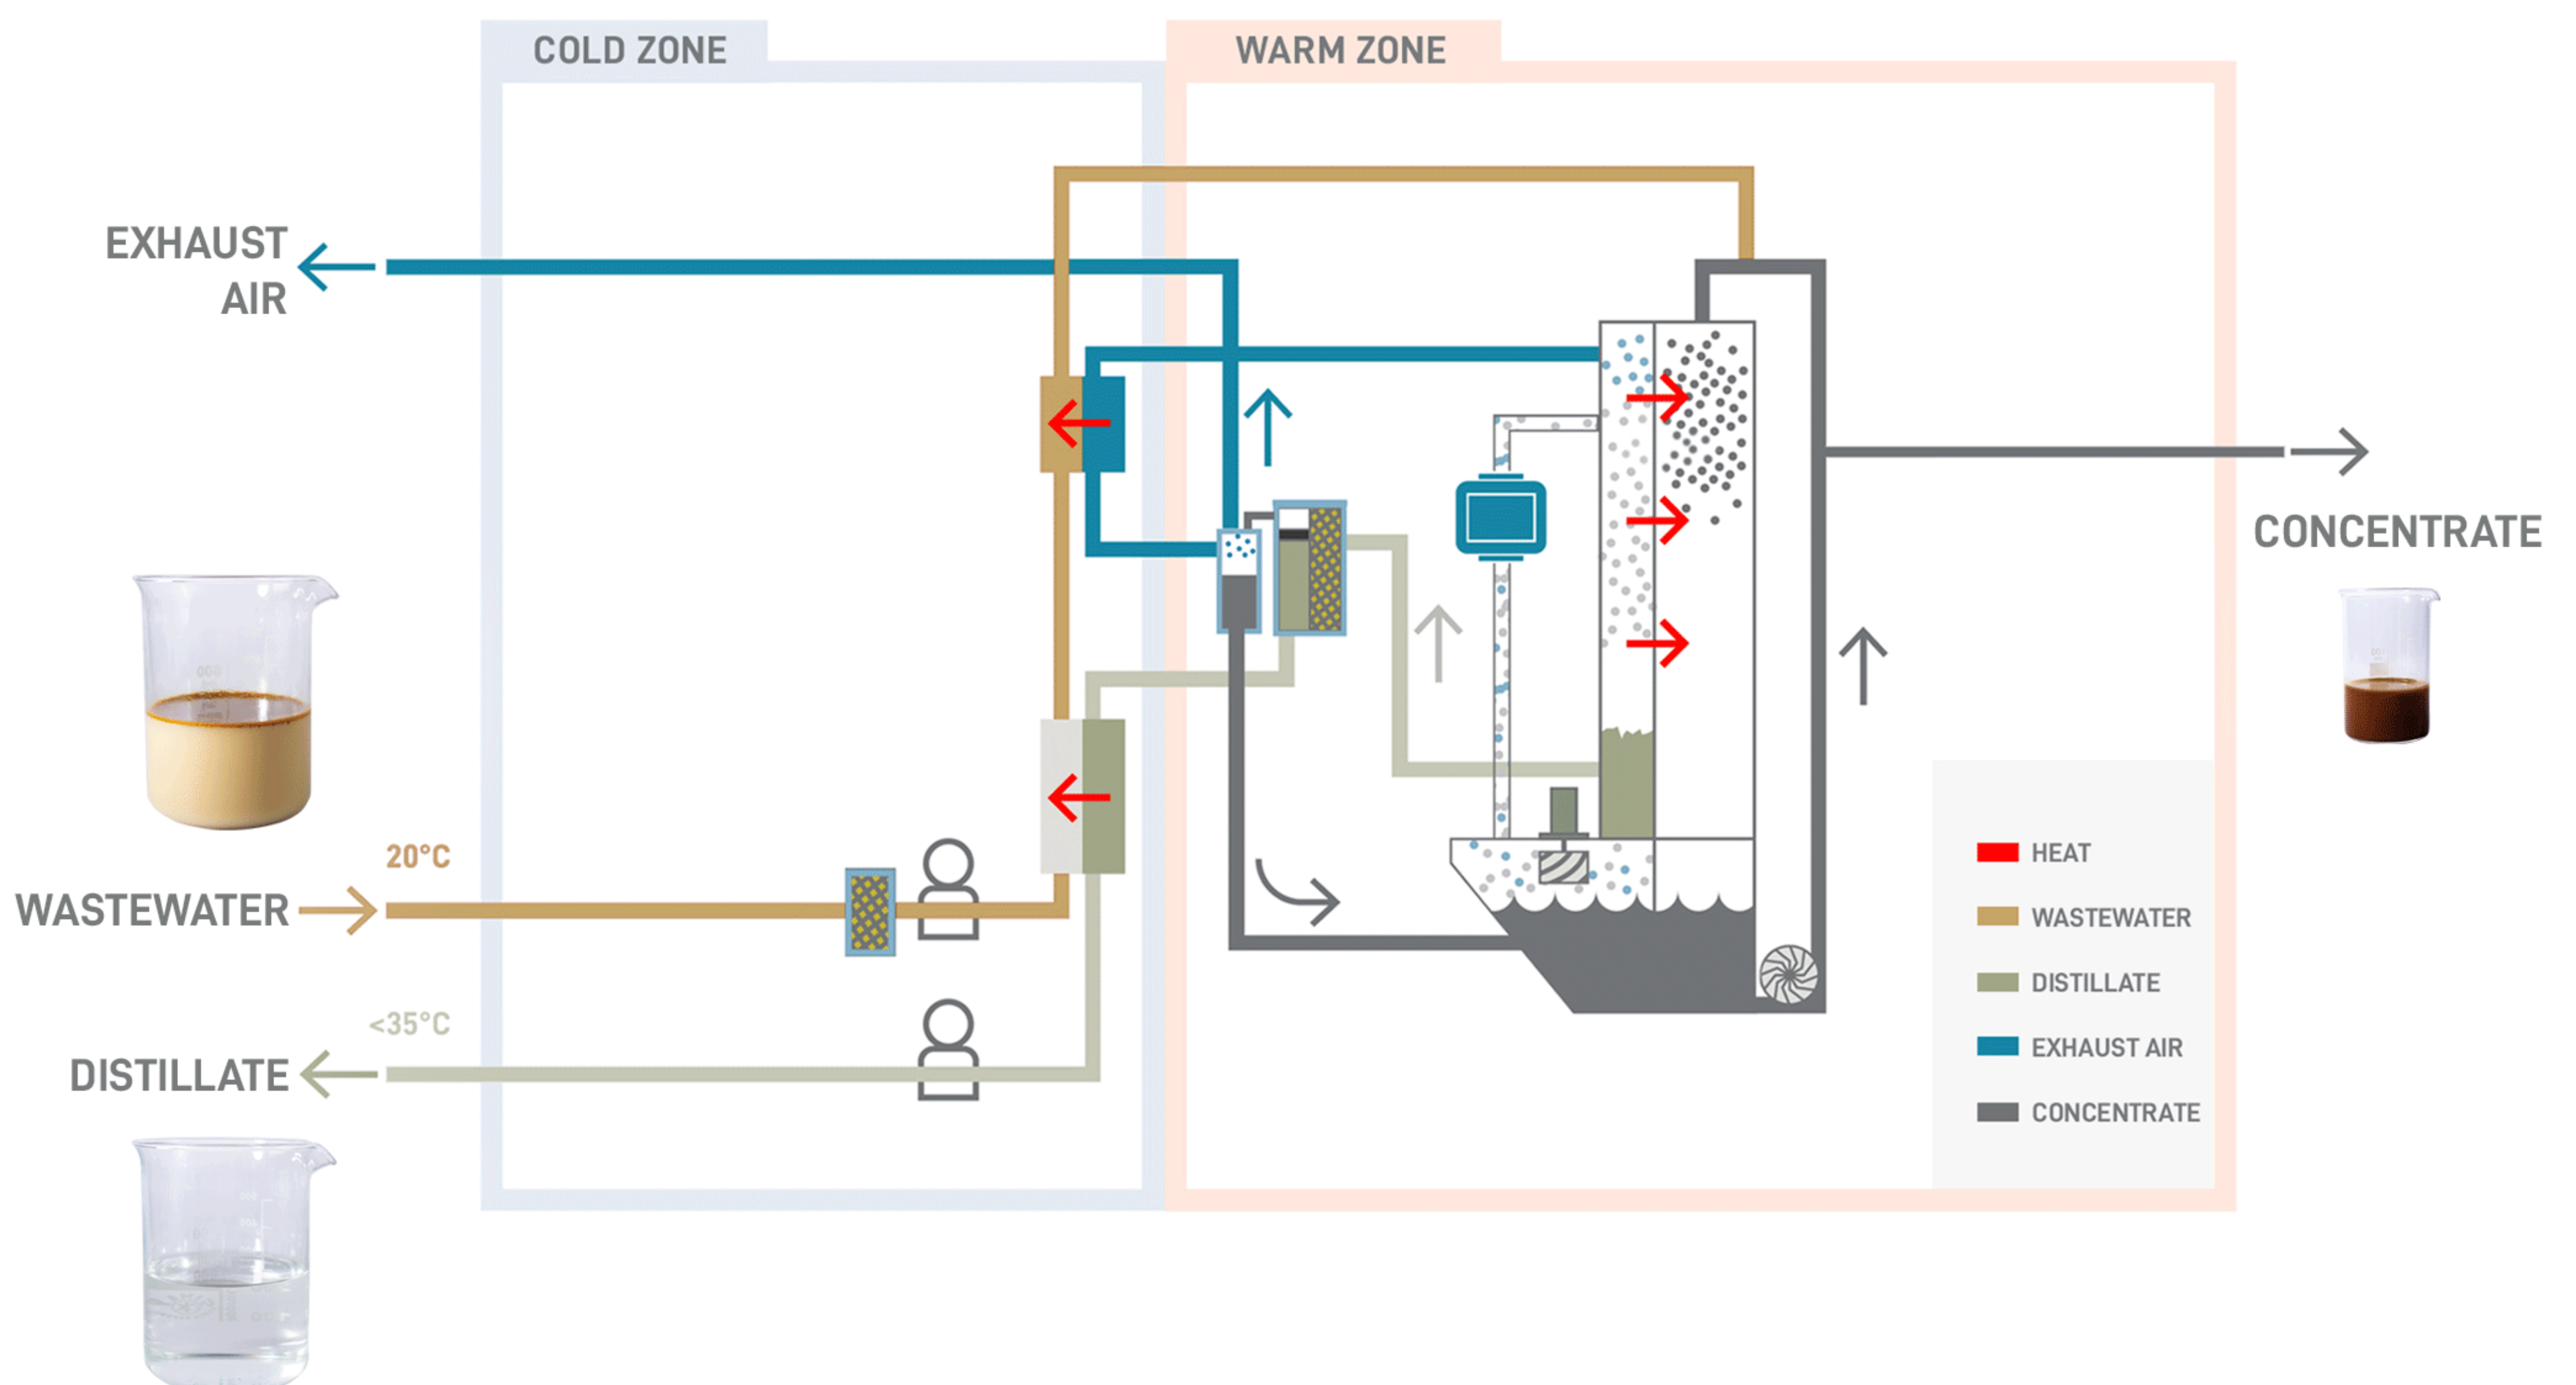 COLD ZONE
WARM ZONE
EXHAUST
AIR
CONCENTRATE
20°C
WASTEWATER
<35°C
DISTILLATE
HEAT
WASTEWATER
DISTILLATE
EXHAUST AIR
CONCENTRATE